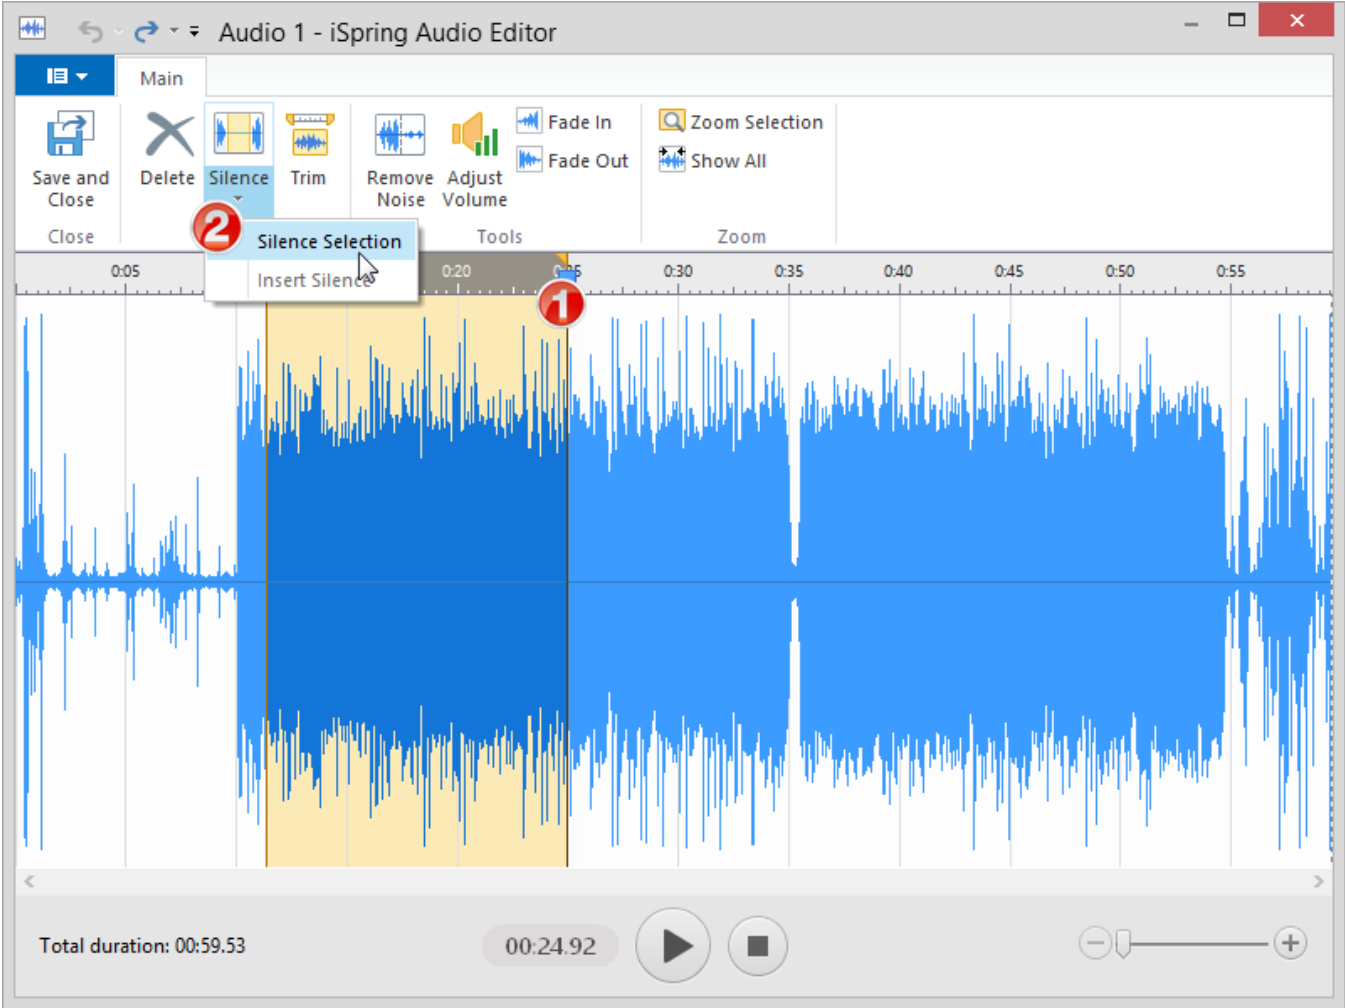 Audio 1 - iSpring Audio Editor
Main
Save and Close
Delete
Silence
Trim
Remove Noise
Adjust Volume
Fade In
Fade Out
Zoom Selection
Show All
Close
Tools
Zoom
2
Silence Selection
Insert Silence
0:05
0:20
0:30
0:35
0:40
0:45
0:50
0:55
1
Total duration: 00:59.53
00:24.92